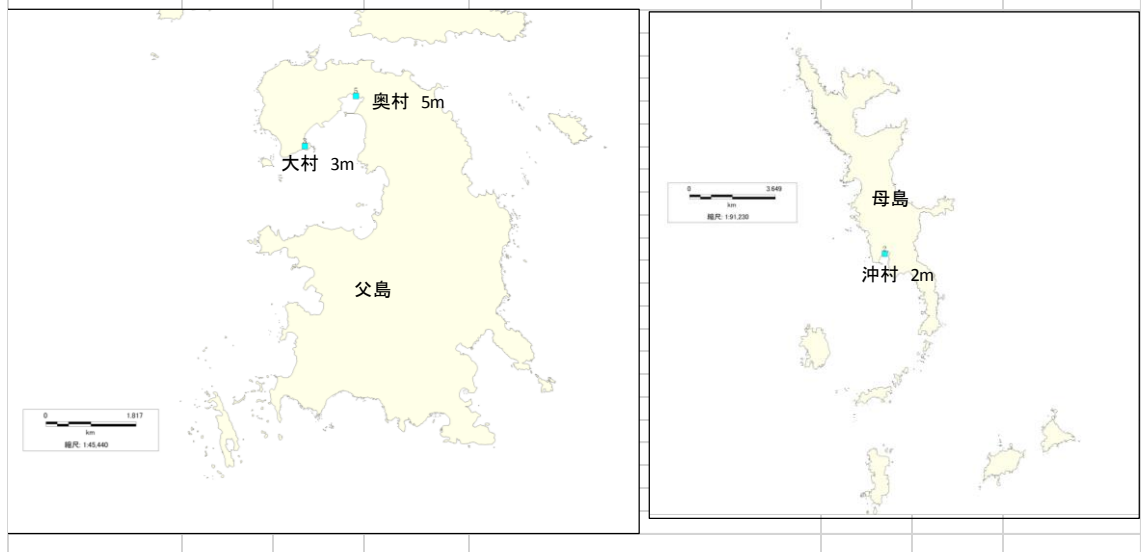 奥村 5m
大村 3m
父島
0 1.817
km
縮尺: 1:45,440
0 3.649
km
縮尺: 1:91,230
母島
沖村 2m